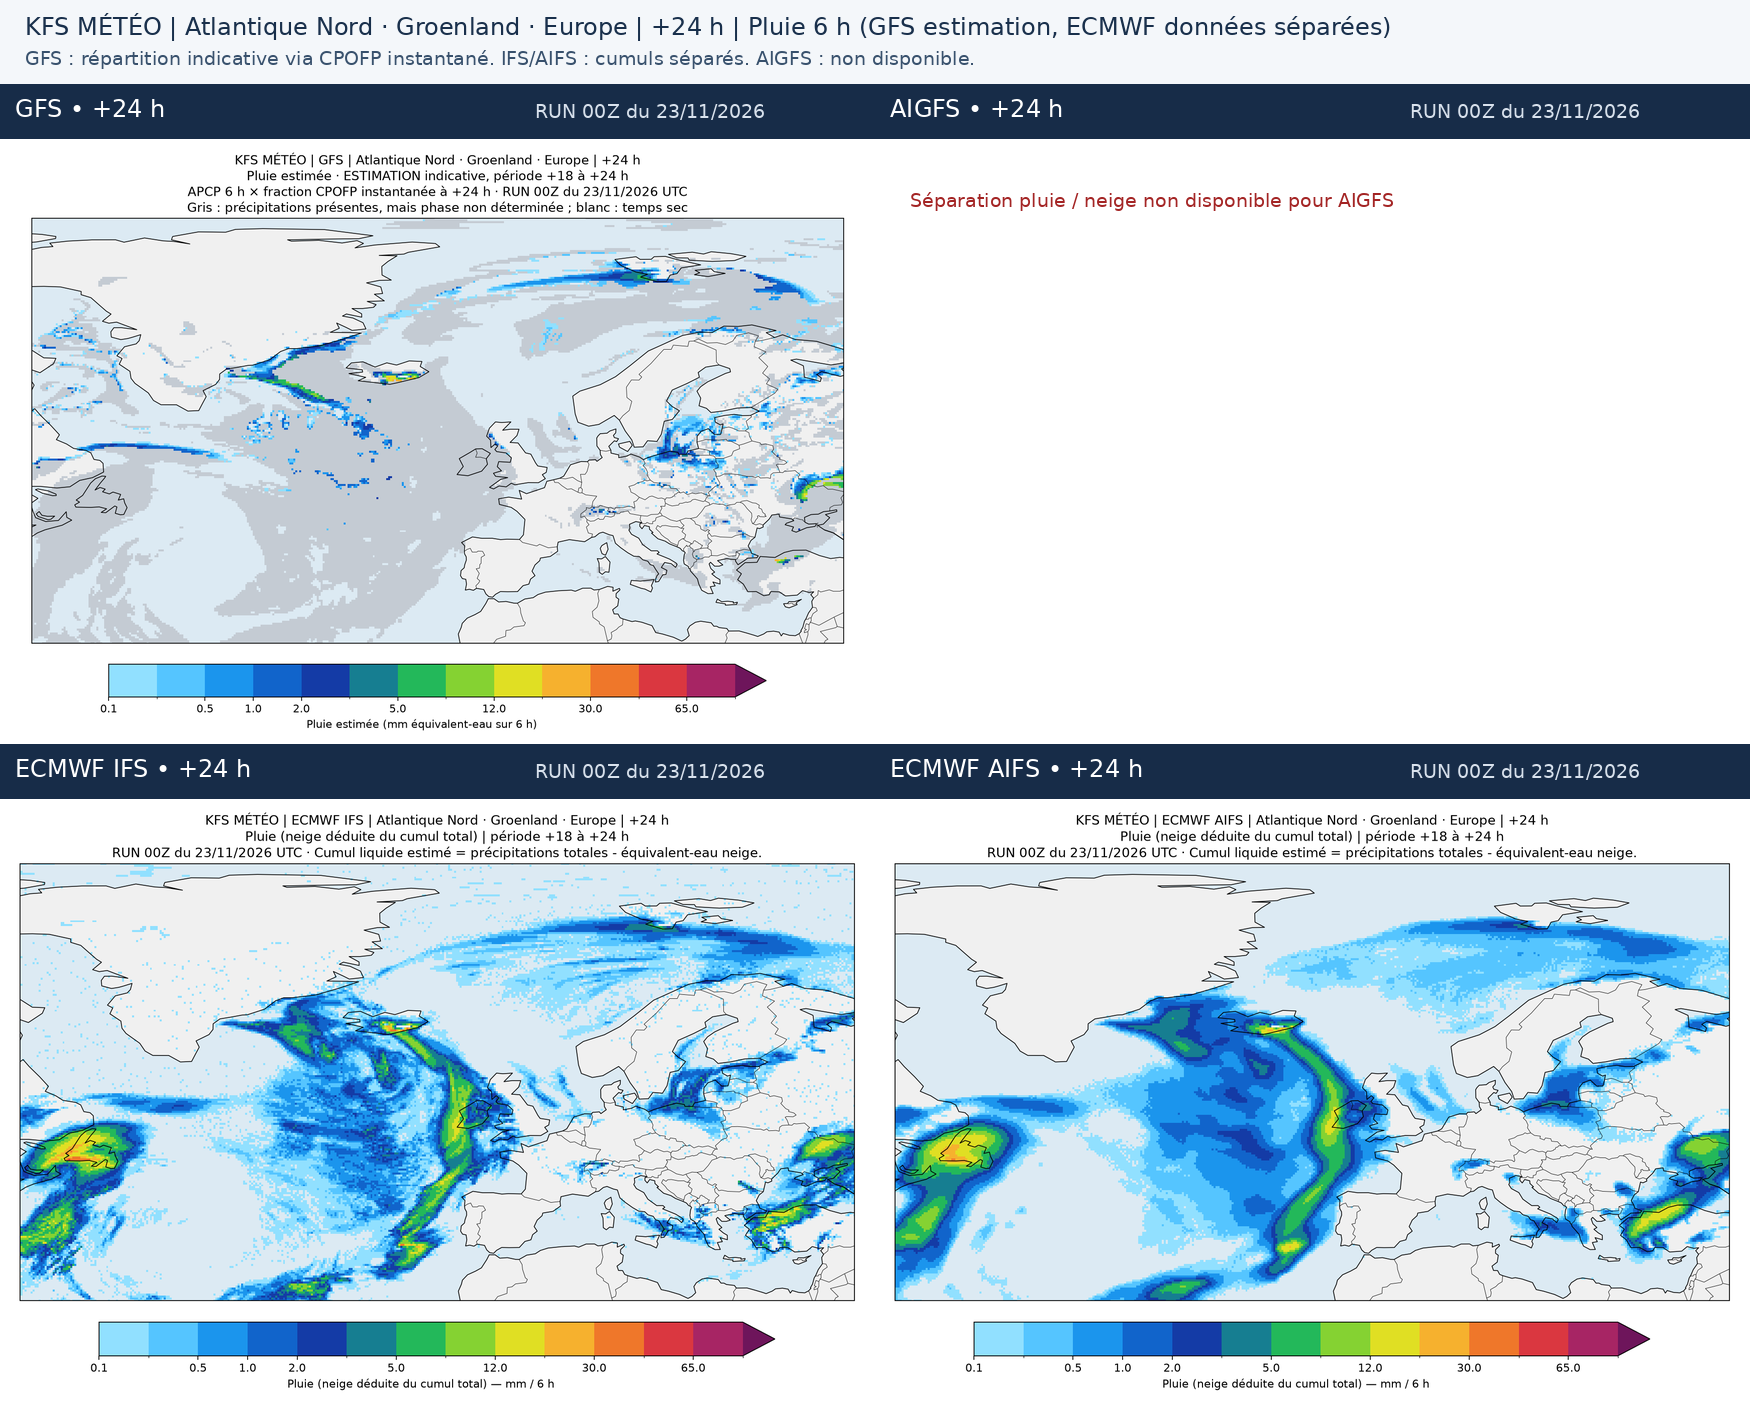 KFS MÉTÉO | Atlantique Nord · Groenland · Europe | +24 h | Pluie 6 h (GFS estimation, ECMWF données séparées)
GFS : répartition indicative via CPOFP instantané. IFS/AIFS : cumuls séparés. AIGFS : non disponible.
GFS • +24 h
RUN 00Z du 23/11/2026
AIGFS • +24 h
RUN 00Z du 23/11/2026
KFS MÉTÉO | GFS | Atlantique Nord · Groenland · Europe | +24 h
Pluie estimée · ESTIMATION indicative, période +18 à +24 h
APCP 6 h × fraction CPOFP instantanée à +24 h · RUN 00Z du 23/11/2026 UTC
Gris : précipitations présentes, mais phase non déterminée ; blanc : temps sec
Séparation pluie / neige non disponible pour AIGFS
0.1 0.5 1.0 2.0 5.0 12.0 30.0 65.0
Pluie estimée (mm équivalent-eau sur 6 h)
ECMWF IFS • +24 h
RUN 00Z du 23/11/2026
ECMWF AIFS • +24 h
RUN 00Z du 23/11/2026
KFS MÉTÉO | ECMWF IFS | Atlantique Nord · Groenland · Europe | +24 h
Pluie (neige déduite du cumul total) | période +18 à +24 h
RUN 00Z du 23/11/2026 UTC · Cumul liquide estimé = précipitations totales - équivalent-eau neige.
0.1 0.5 1.0 2.0 5.0 12.0 30.0 65.0
Pluie (neige déduite du cumul total) — mm / 6 h
KFS MÉTÉO | ECMWF AIFS | Atlantique Nord · Groenland · Europe | +24 h
Pluie (neige déduite du cumul total) | période +18 à +24 h
RUN 00Z du 23/11/2026 UTC · Cumul liquide estimé = précipitations totales - équivalent-eau neige.
0.1 0.5 1.0 2.0 5.0 12.0 30.0 65.0
Pluie (neige déduite du cumul total) — mm / 6 h